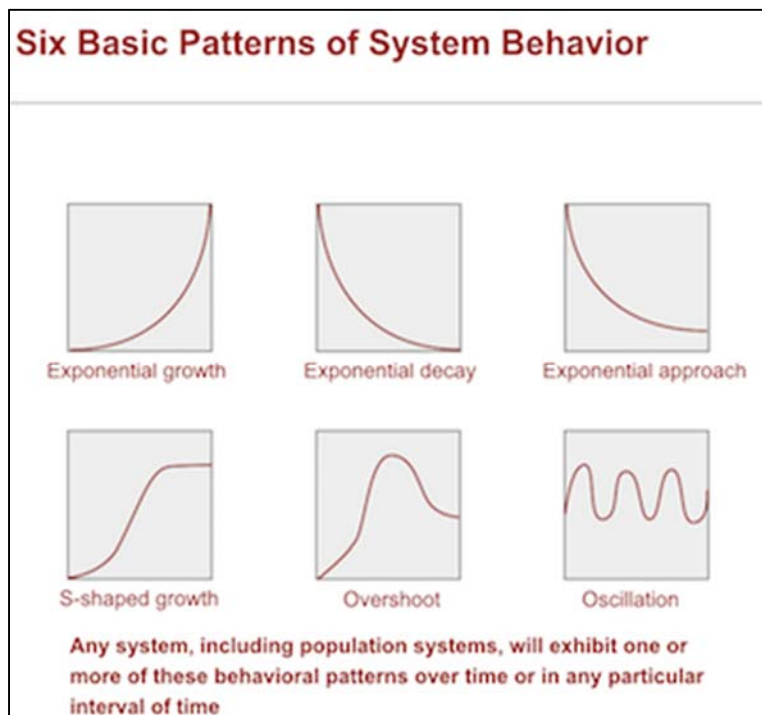 Six Basic Patterns of System Behavior
Exponential growth
Exponential decay
Exponential approach
S-shaped growth
Overshoot
Oscillation
Any system, including population systems, will exhibit one or
more of these behavioral patterns over time or in any particular
interval of time